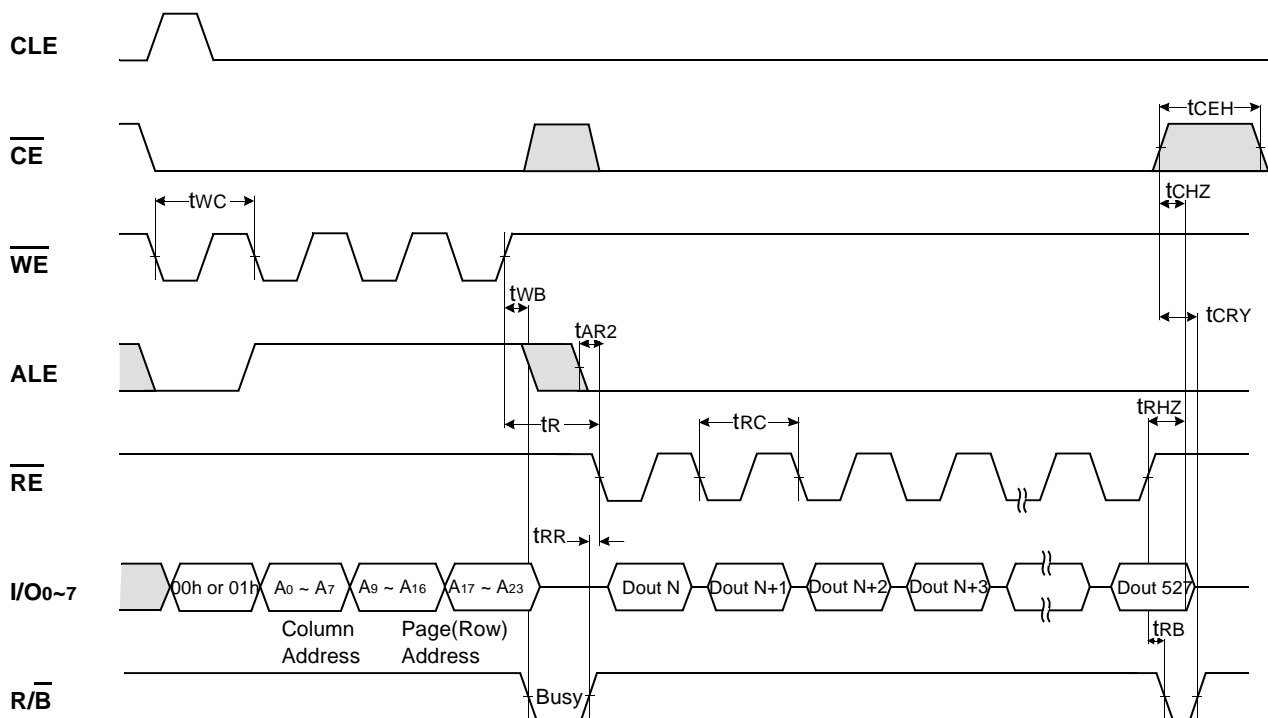 CLE
tCEH
CE
tCHZ
tWC
WE
tWB
tCRY
tAR2
ALE
tRHZ
tR
tRC
RE
tRR
I/O0~7
00h or 01h
A0 ~ A7
A9 ~ A16
A17 ~ A23
Dout N
Dout N+1
Dout N+2
Dout N+3
Dout 527
Column
Address
Page(Row)
Address
tRB
R/B
Busy